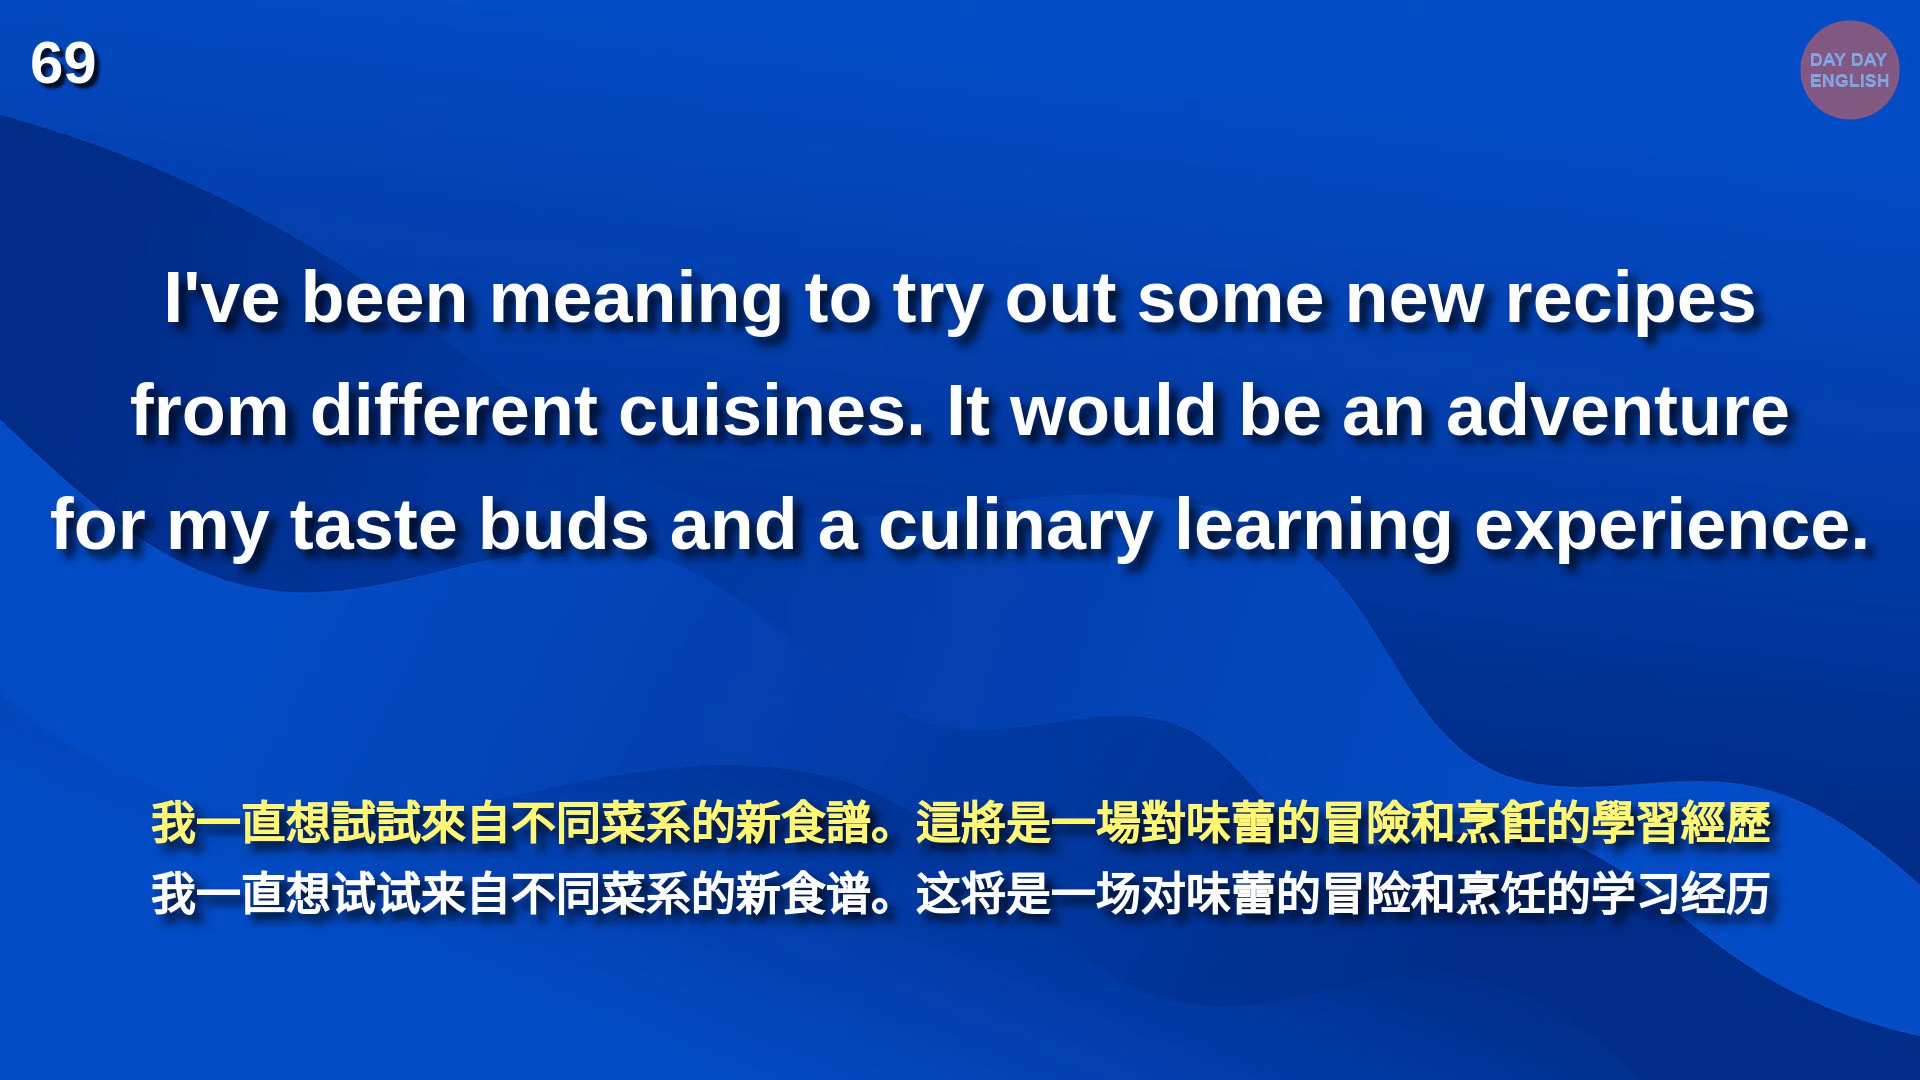 69
DAY DAY
ENGLISH
I've been meaning to try out some new recipes
from different cuisines. It would be an adventure
for my taste buds and a culinary learning experience.
我一直想試試來自不同菜系的新食譜。這將是一場對味蕾的冒險和烹飪的學習經歷
我一直想试试来自不同菜系的新食谱。这将是一场对味蕾的冒险和烹饪的学习经历